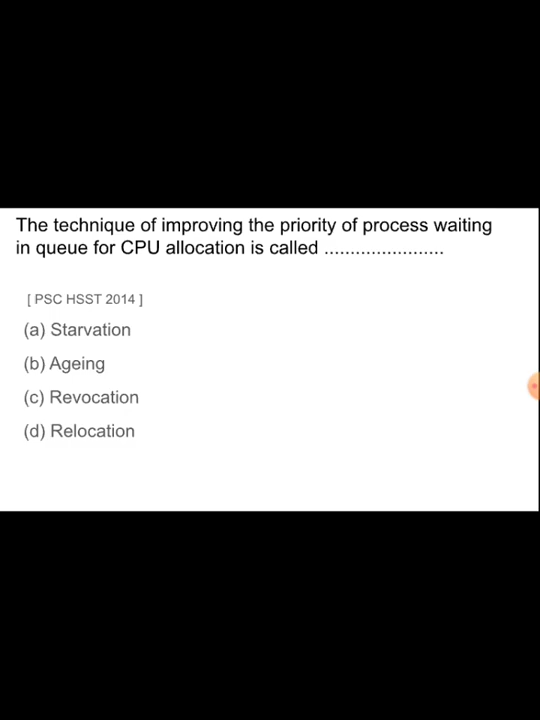 The technique of improving the priority of process waiting
in queue for CPU allocation is called .......................
[ PSC HSST 2014 ]
(a) Starvation
(b) Ageing
(c) Revocation
(d) Relocation